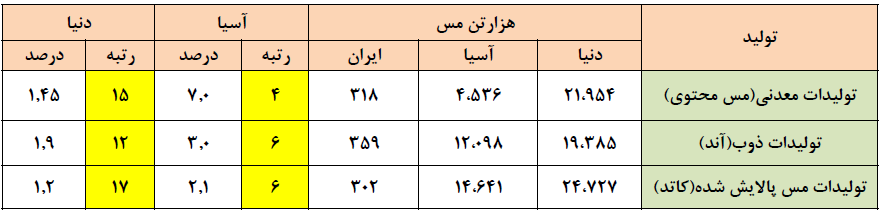 تولید هزارتن مس آسیا دنیا
دنیا آسیا ایران رتبه درصد رتبه درصد
تولیدات معدنی(مس محتوی) ۲۱،۹۵۴ ۴،۵۳۶ ۳۱۸ ۴ ۷٫۰ ۱۵ ۱٫۴۵
تولیدات ذوب(آند) ۱۹،۳۸۵ ۱۲،۰۹۸ ۳۵۹ ۶ ۳٫۰ ۱۲ ۱٫۹
تولیدات مس پالایش شده(کاتد) ۲۴،۷۲۷ ۱۴،۶۴۱ ۳۰۲ ۶ ۲٫۱ ۱۷ ۱٫۲